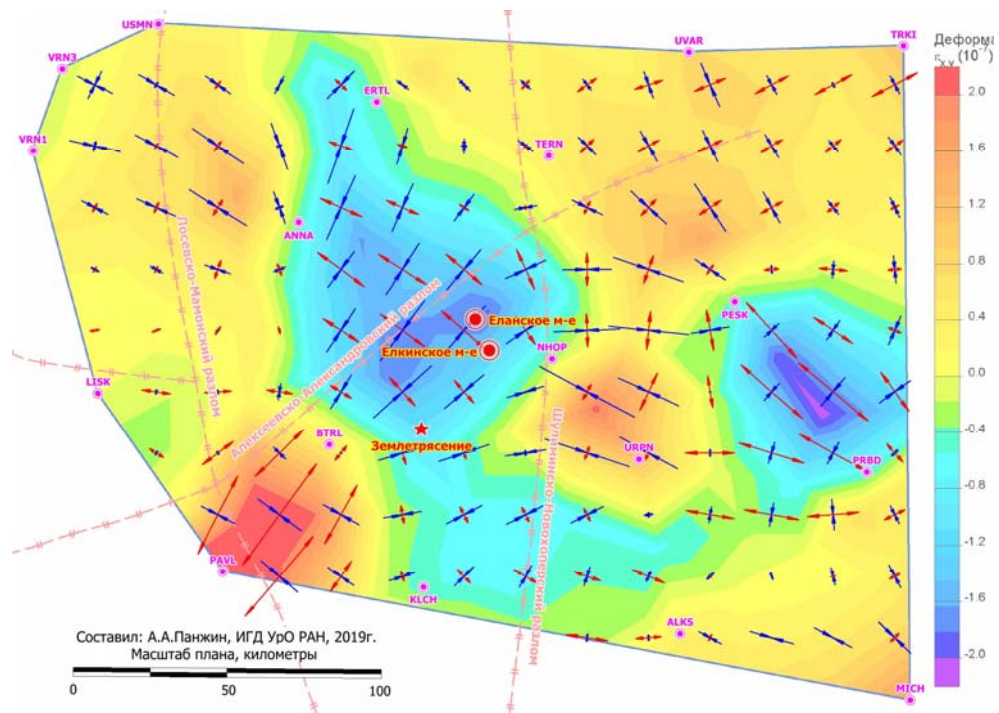 USMN
UVAR
TRKI
Деформа
εx,y (10⁻⁷)
VRN3
2.0
ERTL
1.6
VRN1
TERN
1.2
ANNA
0.8
Лосевско-Мамонский разлом
PESK
0.4
Еланское м-е
Алексеевско-Александровский разлом
Елкинское м-е
NHOP
0.0
LISK
-0.4
Землетрясение
BTRL
Шулиминско-Новохоперский разлом
URPN
PRBD
-0.8
-1.2
PAVL
KLCH
-1.6
ALKS
Составил: А.А.Панжин, ИГД УрО РАН, 2019г.
Масштаб плана, километры
-2.0
0 50 100
MICH